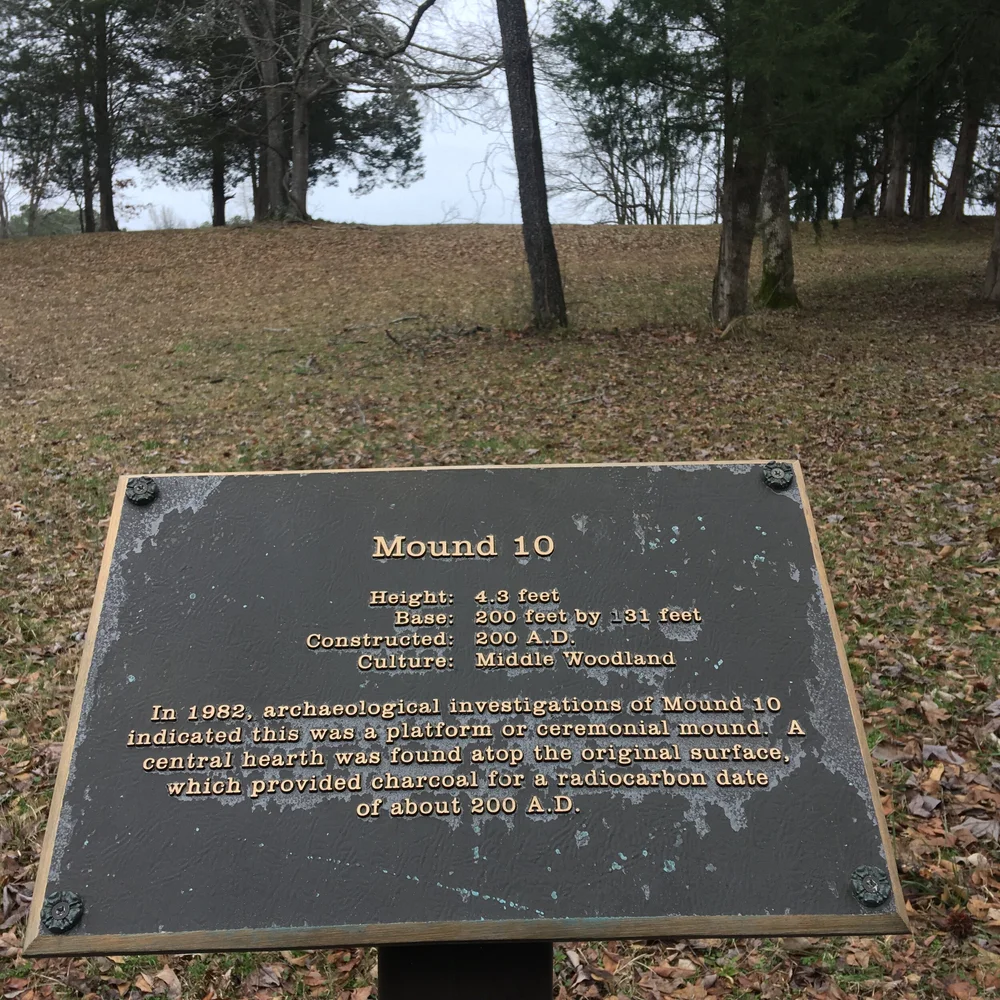 Mound 10
Height: 4.3 feet
Base: 200 feet by 131 feet
Constructed: 200 A.D.
Culture: Middle Woodland
In 1982, archaeological investigations of Mound 10
indicated this was a platform or ceremonial mound. A
central hearth was found atop the original surface,
which provided charcoal for a radiocarbon date
of about 200 A.D.